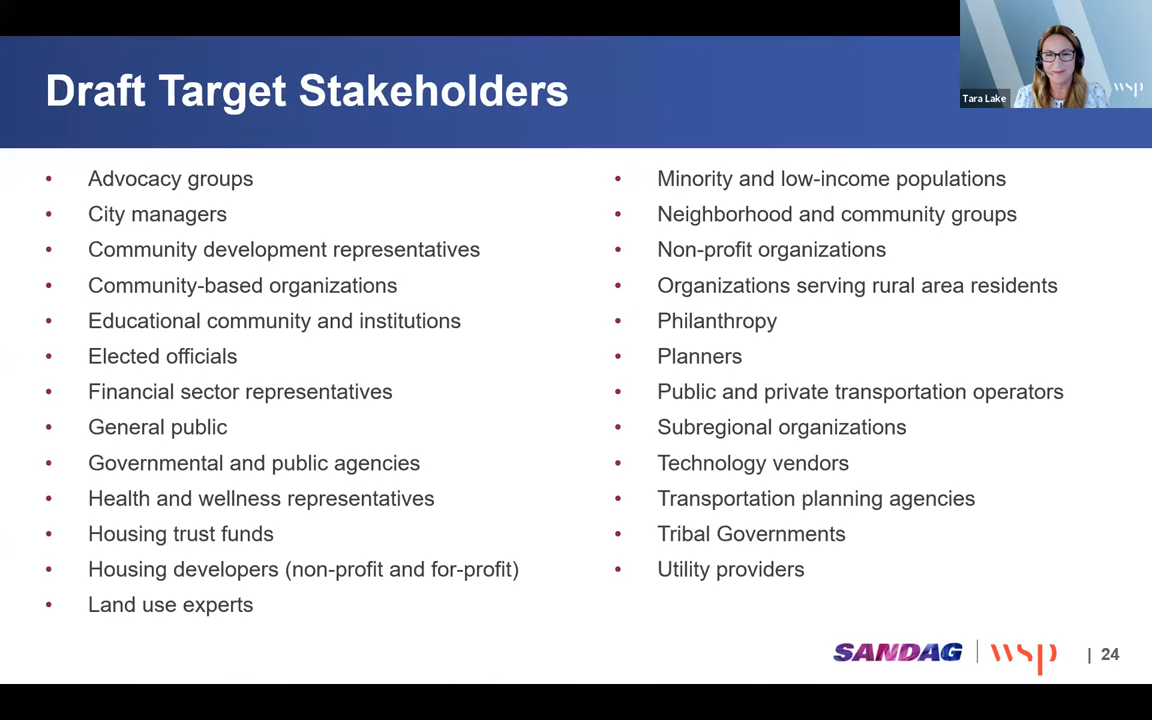 Draft Target Stakeholders
wsp
Tara Lake
• Advocacy groups
• City managers
• Community development representatives
• Community-based organizations
• Educational community and institutions
• Elected officials
• Financial sector representatives
• General public
• Governmental and public agencies
• Health and wellness representatives
• Housing trust funds
• Housing developers (non-profit and for-profit)
• Land use experts
• Minority and low-income populations
• Neighborhood and community groups
• Non-profit organizations
• Organizations serving rural area residents
• Philanthropy
• Planners
• Public and private transportation operators
• Subregional organizations
• Technology vendors
• Transportation planning agencies
• Tribal Governments
• Utility providers
SANDAG | wsp | 24